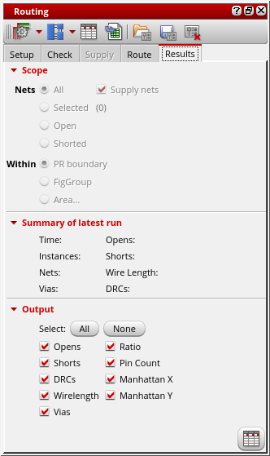 Routing
Setup Check Supply Route Results
Scope
Nets All Supply nets
Selected (0)
Open
Shorted
Within PR boundary
FigGroup
Area...
Summary of latest run
Time: Opens:
Instances: Shorts:
Nets: Wire Length:
Vias: DRCs:
Output
Select: All None
Opens Ratio
Shorts Pin Count
DRCs Manhattan X
Wirelength Manhattan Y
Vias